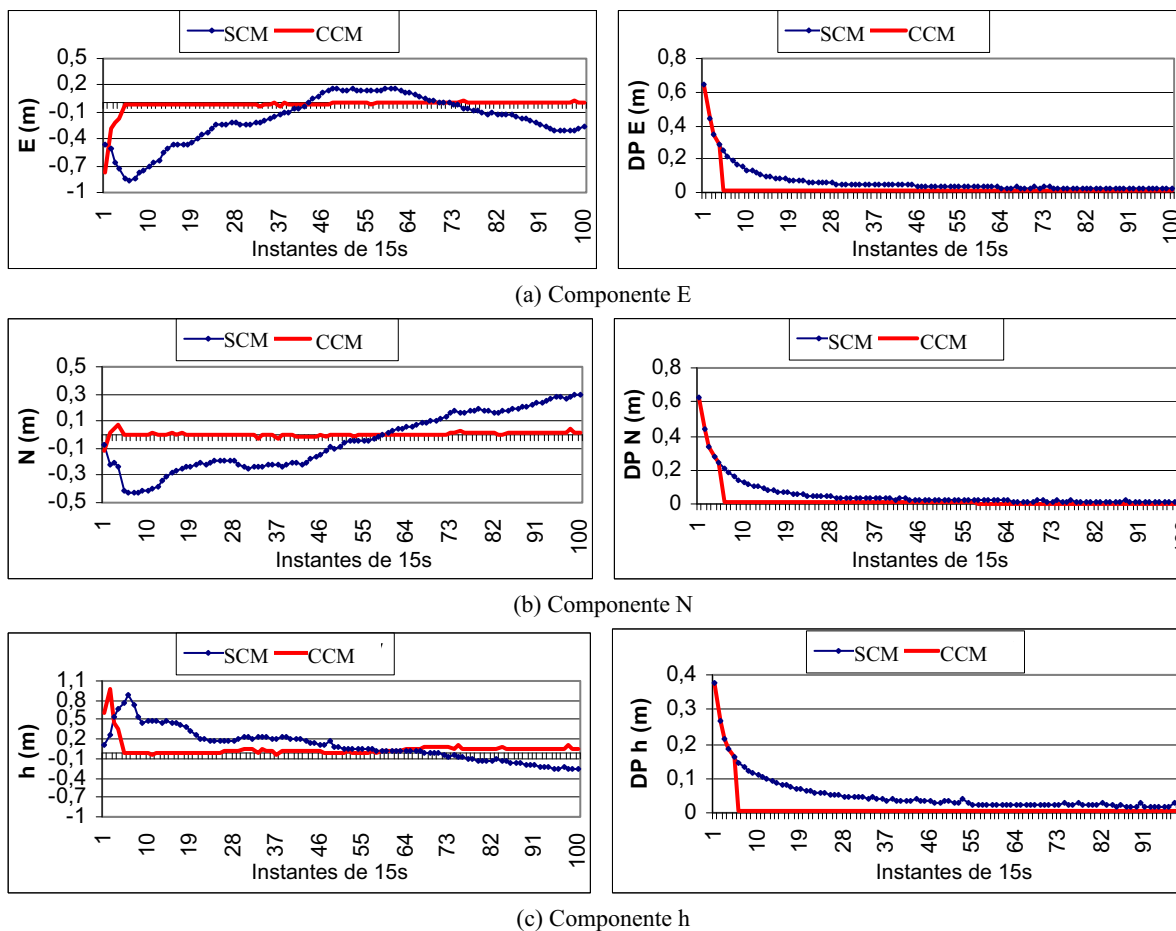 SCM CCM
E (m)
0,5
0,2
-0,1
-0,4
-0,7
-1
1 10 19 28 37 46 55 64 73 82 91 100
Instantes de 15s
SCM CCM
DP E (m)
0,8
0,6
0,4
0,2
0
1 10 19 28 37 46 55 64 73 82 91 100
Instantes de 15s
(a) Componente E
SCM CCM
N (m)
0,5
0,3
0,1
-0,1
-0,3
-0,5
1 10 19 28 37 46 55 64 73 82 91 100
Instantes de 15s
SCM CCM
DP N (m)
0,8
0,6
0,4
0,2
0
1 10 19 28 37 46 55 64 73 82 91
Instantes de 15s
(b) Componente N
SCM CCM
h (m)
1,1
0,8
0,5
0,2
-0,1
-0,4
-0,7
-1
1 10 19 28 37 46 55 64 73 82 91 100
Instantes de 15s
SCM CCM
DP h (m)
0,4
0,3
0,2
0,1
0
1 10 19 28 37 46 55 64 73 82 91
Instantes de 15s
(c) Componente h